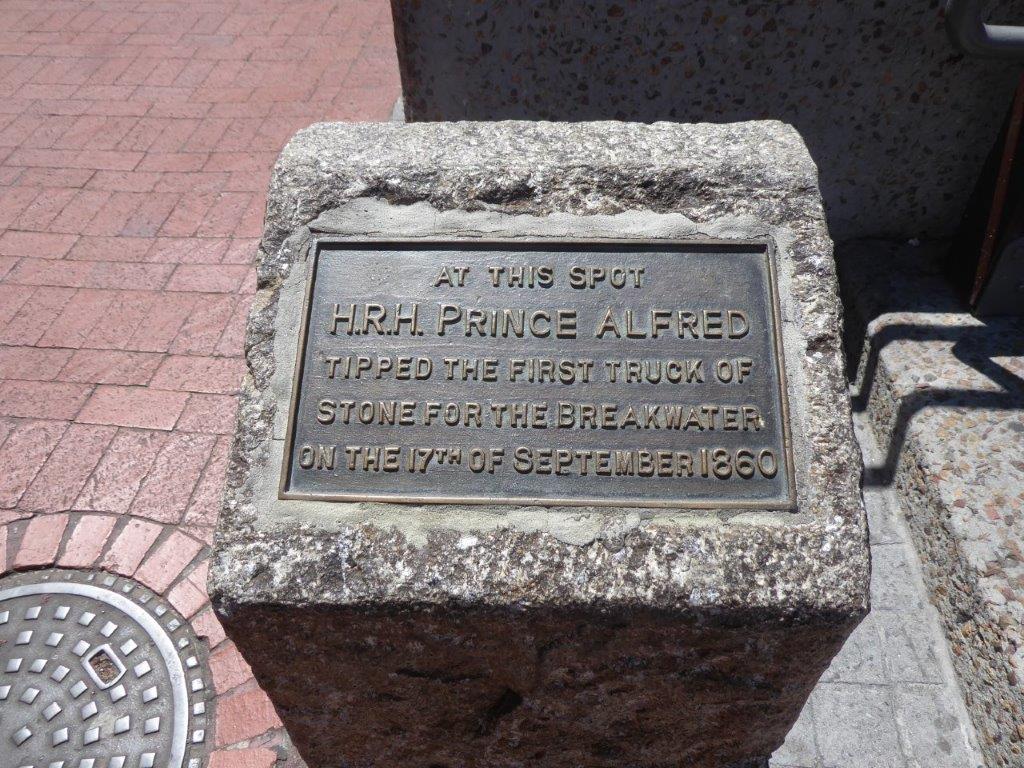 AT THIS SPOT
H.R.H. PRINCE ALFRED
TIPPED THE FIRST TRUCK OF
STONE FOR THE BREAKWATER
ON THE 17TH OF SEPTEMBER 1860